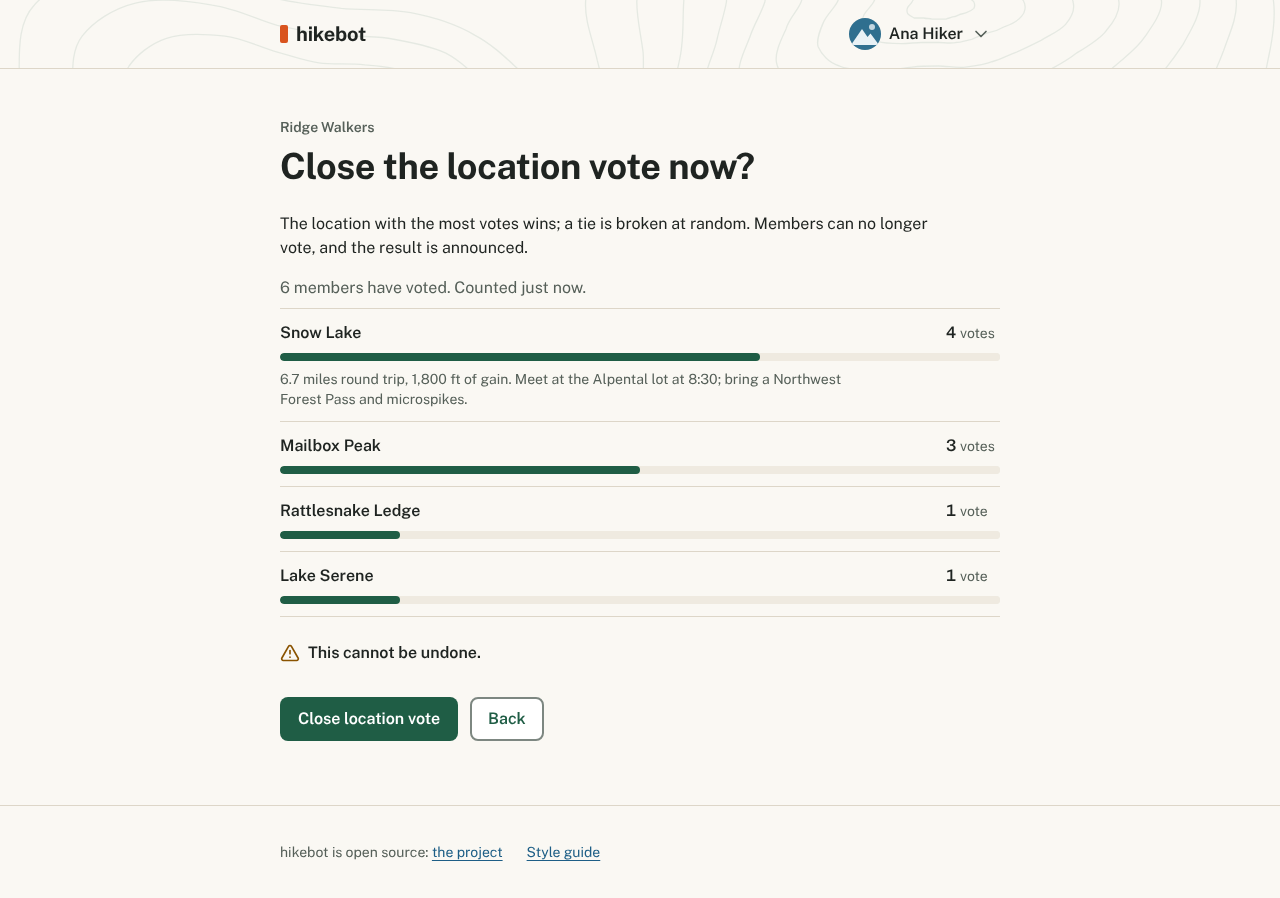 hikebot
Ana Hiker
Ridge Walkers
Close the location vote now?
The location with the most votes wins; a tie is broken at random. Members can no longer
vote, and the result is announced.
6 members have voted. Counted just now.
Snow Lake
4 votes
6.7 miles round trip, 1,800 ft of gain. Meet at the Alpental lot at 8:30; bring a Northwest
Forest Pass and microspikes.
Mailbox Peak
3 votes
Rattlesnake Ledge
1 vote
Lake Serene
1 vote
This cannot be undone.
Close location vote
Back
hikebot is open source: the project
Style guide